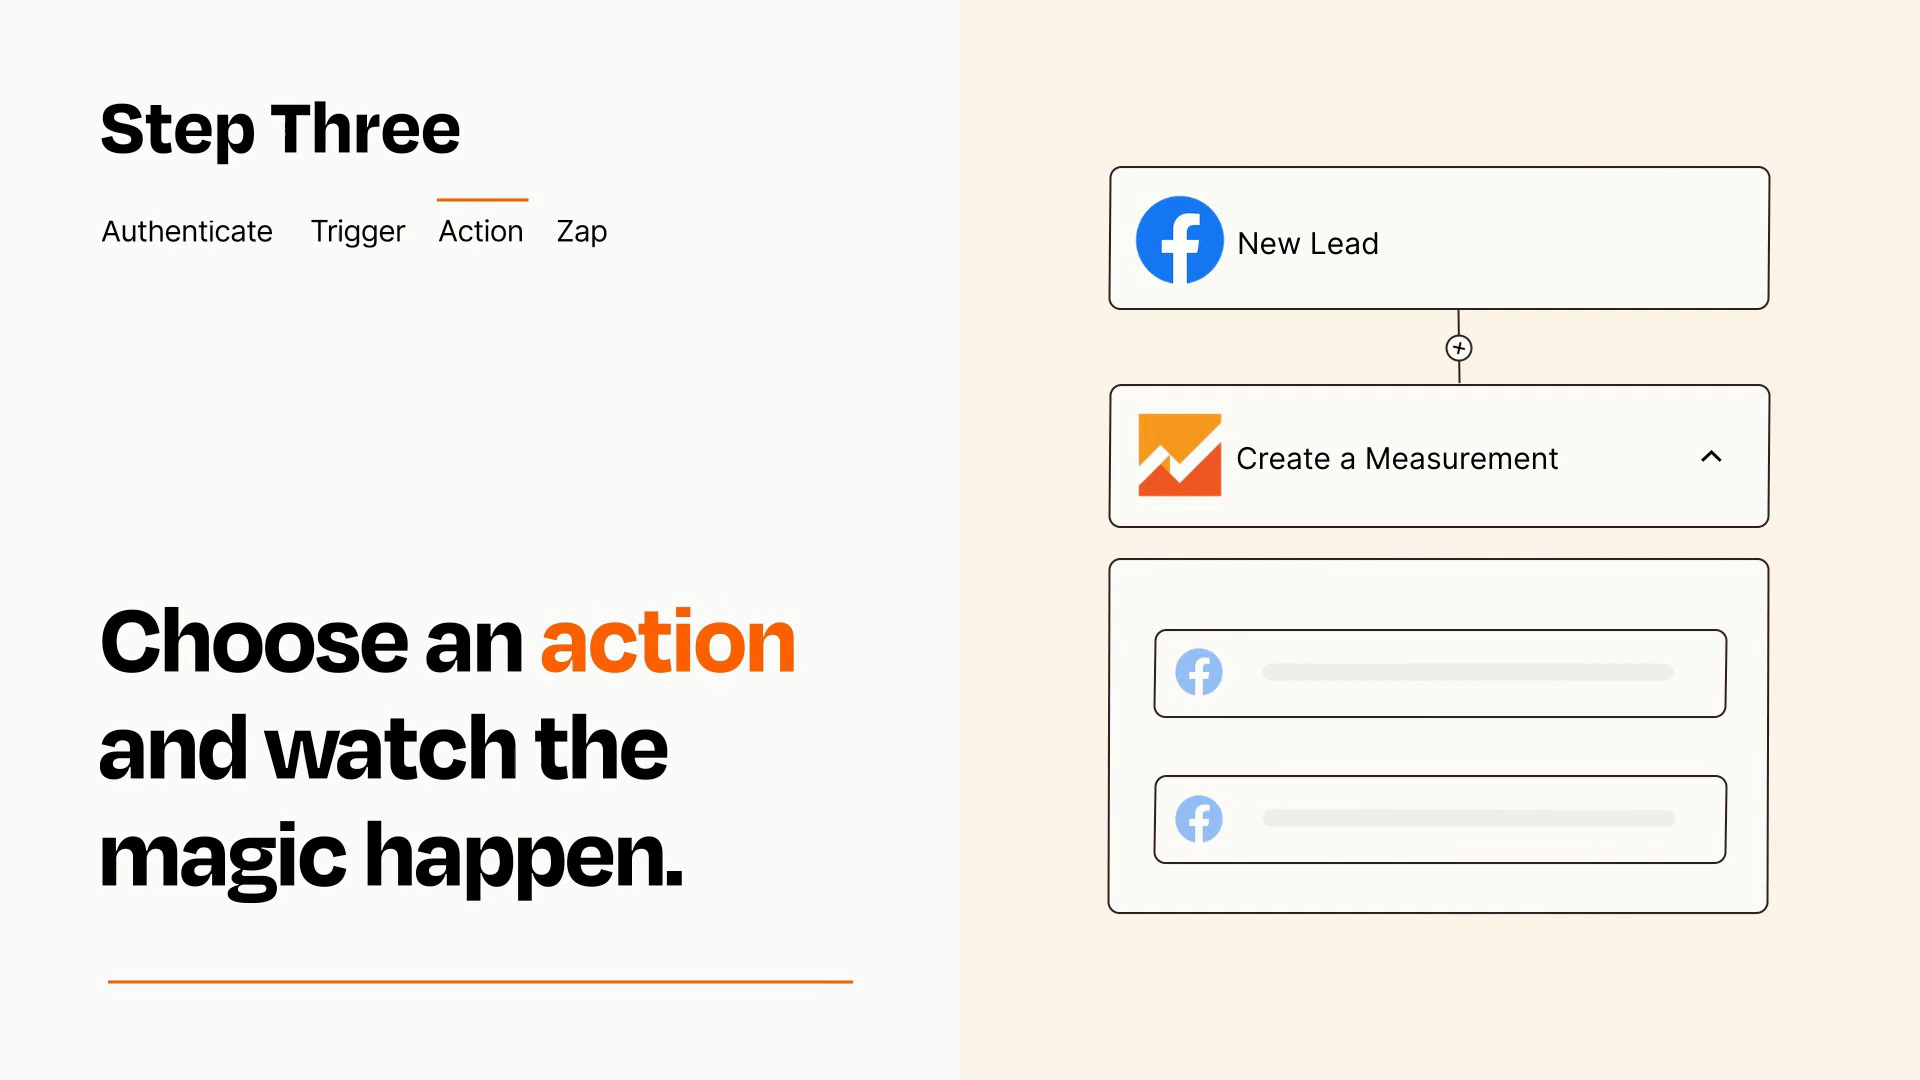 Step Three
Authenticate Trigger Action Zap
Choose an action
and watch the
magic happen.
New Lead
Create a Measurement